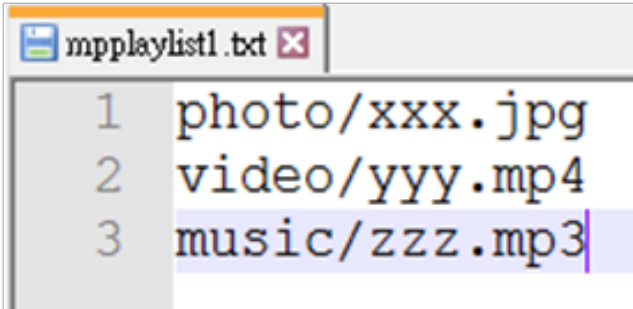 mpplaylist1.txt
1 photo/xxx.jpg
2 video/yyy.mp4
3 music/zzz.mp3